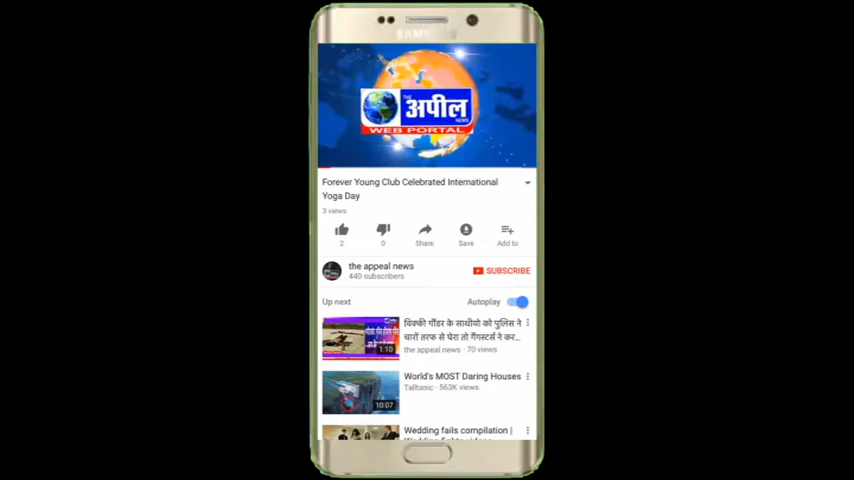 SAMSUNG
THE
अपील
NEWS
WEB PORTAL
Forever Young Club Celebrated International
Yoga Day
3 views
2
0
Share
Save
Add to
the appeal news
440 subscribers
SUBSCRIBE
Up next
Autoplay
विक्की गौंडर के साथीयो को पुलिस ने
चारों तरफ से घेरा तो गैंगस्टर्स ने कर...
the appeal news · 70 views
1:10
World's MOST Daring Houses
Talltanic · 563K views
10:07
Wedding fails compilation |